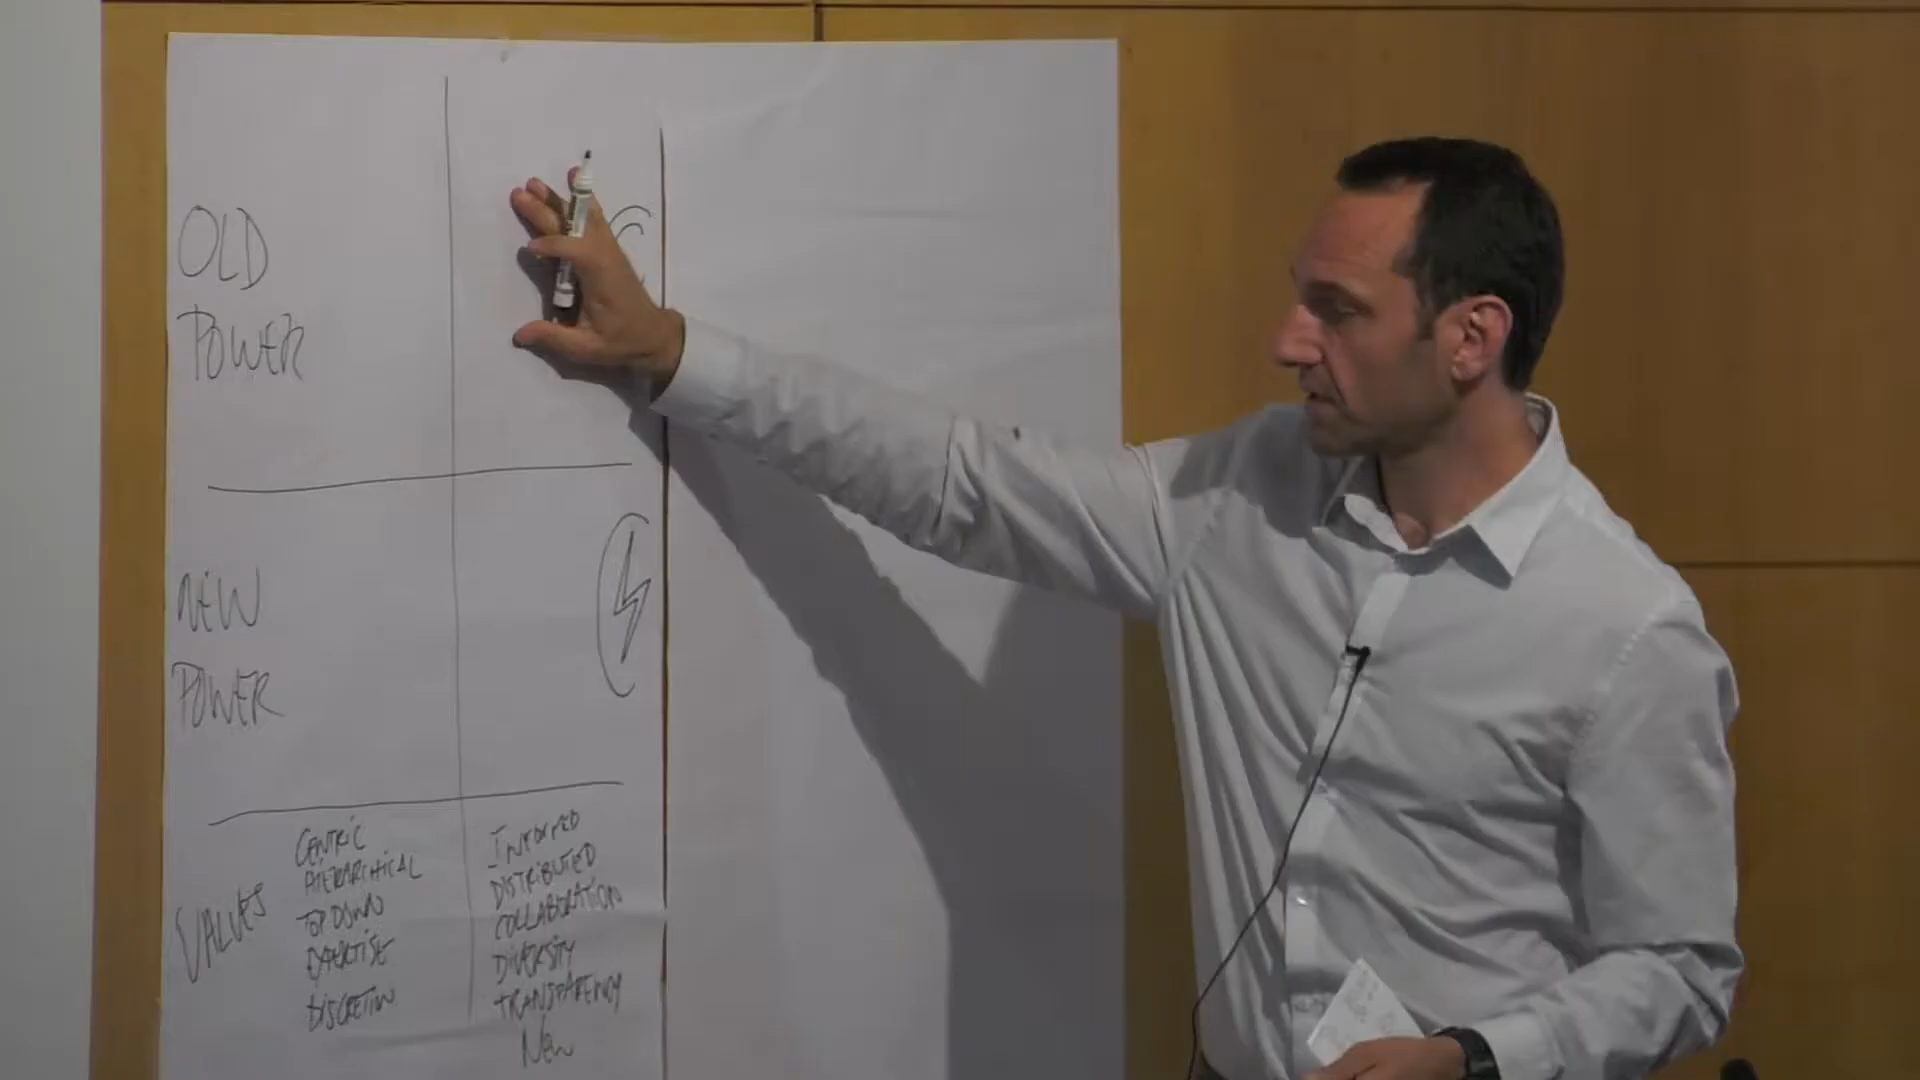 OLD
POWER
NEW
POWER
VALUES
CENTRIC
HIERARCHICAL
TOP DOWN
EXPERTISE
DISCRETION
INFORMED
DISTRIBUTED
COLLABORATION
DIVERSITY
TRANSPARENCY
NEW